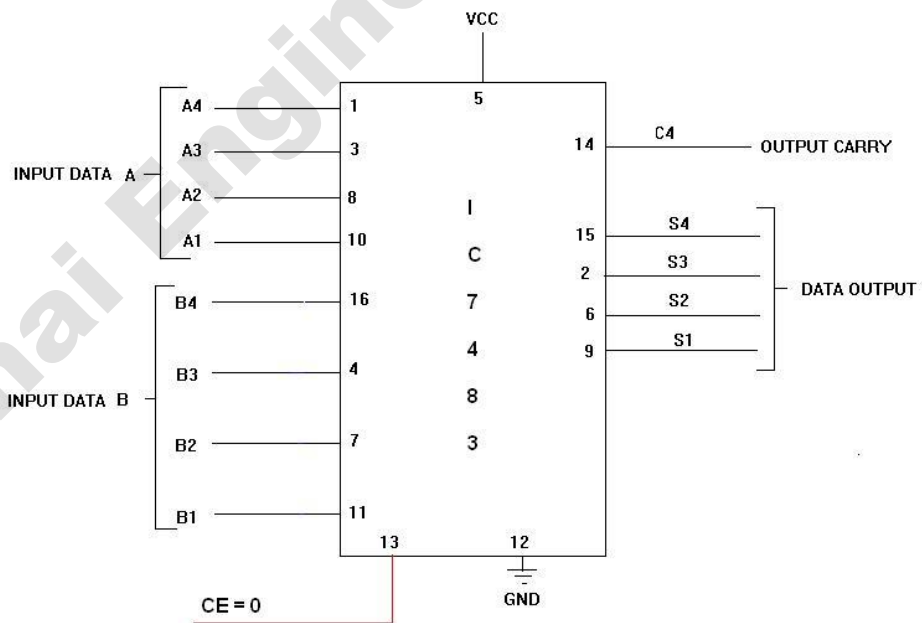 VCC
5
A4 1
A3 3
INPUT DATA A
A2 8
A1 10
14 C4 OUTPUT CARRY
I
C
7
4
8
3
15 S4
2 S3
6 S2
9 S1
DATA OUTPUT
B4 16
B3 4
INPUT DATA B
B2 7
B1 11
13
12
CE = 0
GND